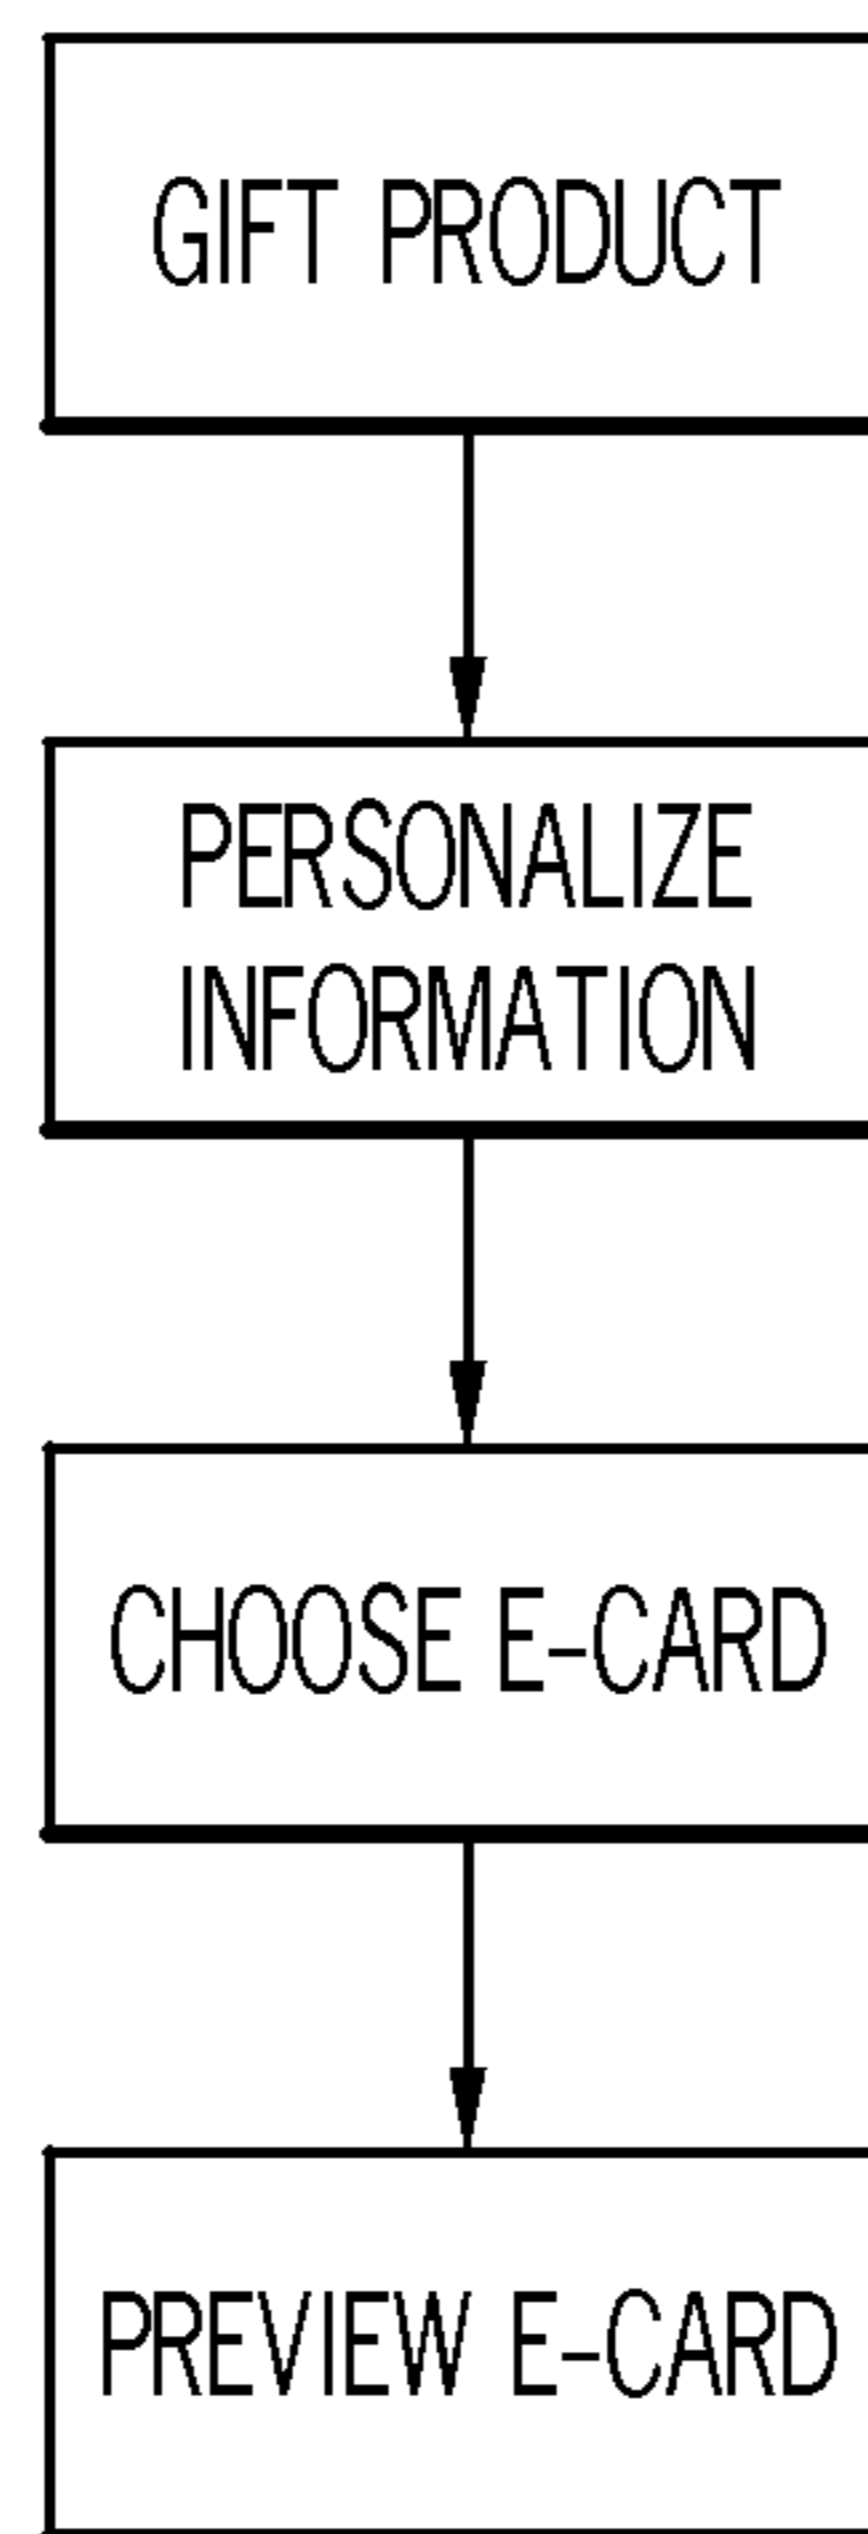 GIFT PRODUCT
PERSONALIZE
INFORMATION
CHOOSE E-CARD
PREVIEW E-CARD